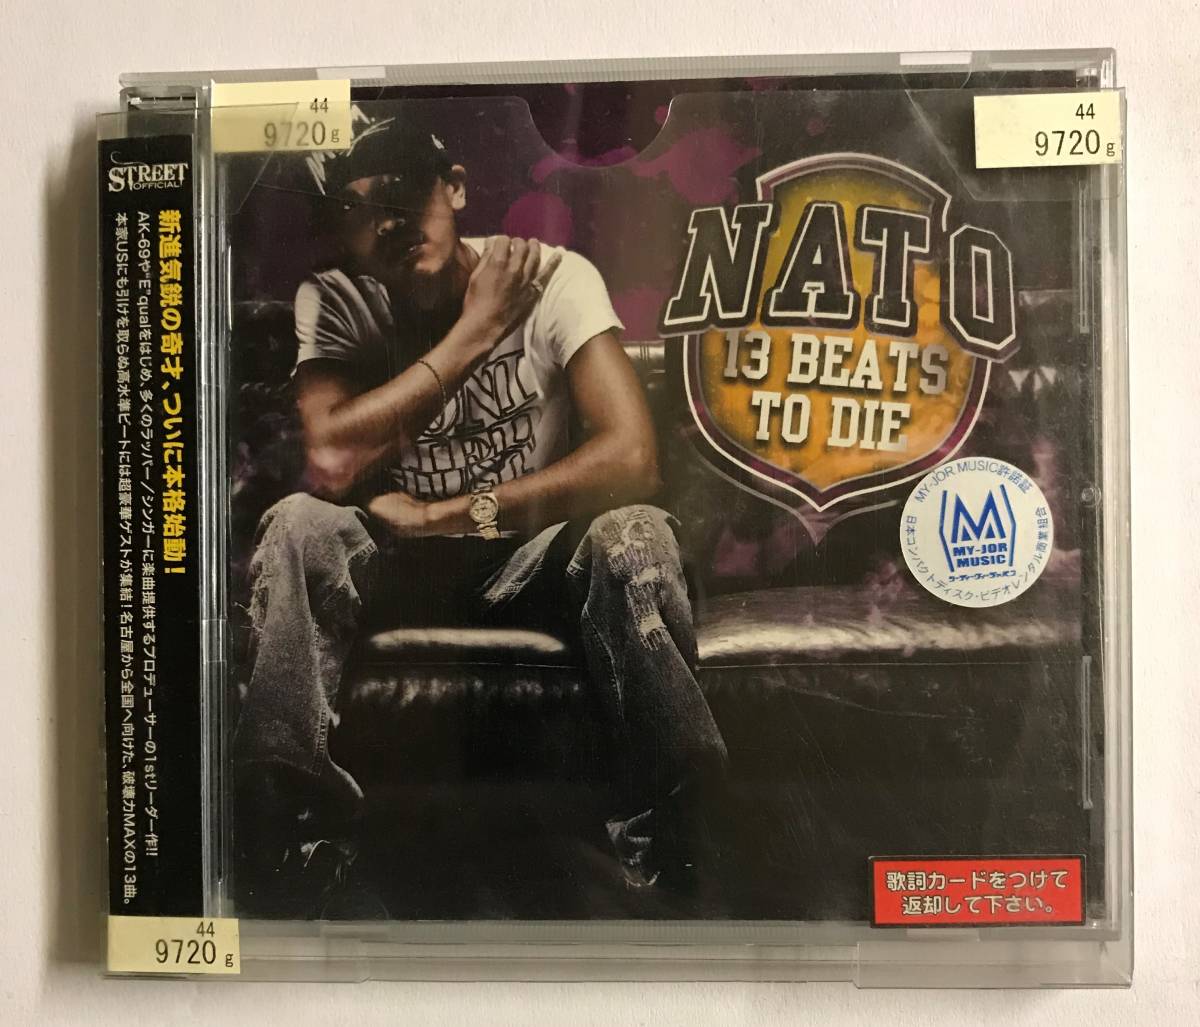 44
9720 g
44
9720 g
STREET
OFFICIAL
新進気鋭の奇才、ついに本格始動!
AK-69や"E"qualをはじめ、多くのラッパー/シンガーに楽曲提供するプロデューサーの1stリーダー作!!
本家USにも引けを取らぬ高水準ビートには超豪華ゲストが集結!名古屋から全国へ向けた、破壊力MAXの13曲。
NATO
13 BEATS
TO DIE
MY-JOR MUSIC許諾証
M
MY-JOR
MUSIC
日本コンパクトディスク・ビデオレンタル商業組合
歌詞カードをつけて
返却して下さい。
44
9720 g